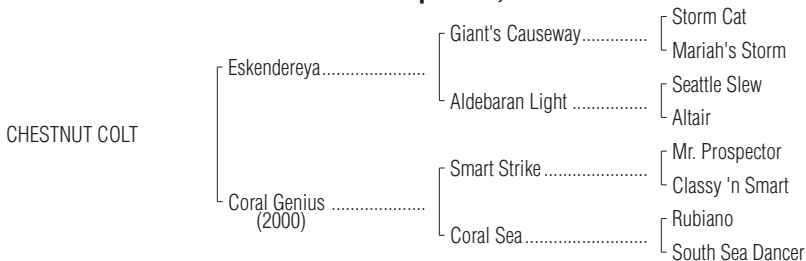 Storm Cat
Giant's Causeway..............
Mariah's Storm
Eskendereya......................
Seattle Slew
Aldebaran Light ................
Altair
CHESTNUT COLT
Mr. Prospector
Smart Strike......................
Classy 'n Smart
Coral Genius ....................
(2000)
Rubiano
Coral Sea..........................
South Sea Dancer